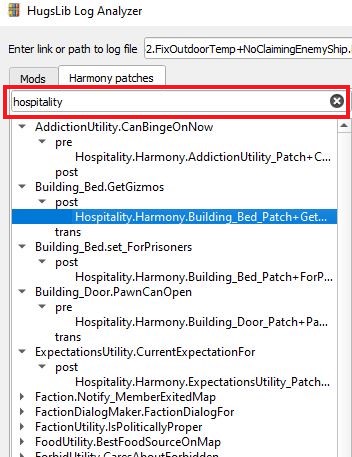 HugsLib Log Analyzer
Enter link or path to log file 2.FixOutdoorTemp+NoClaimingEnemyShip.
Mods Harmony patches
hospitality
AddictionUtility.CanBingeOnNow
pre
Hospitality.Harmony.AddictionUtility_Patch+C...
post
Building_Bed.GetGizmos
post
Hospitality.Harmony.Building_Bed_Patch+Get...
trans
Building_Bed.set_ForPrisoners
post
Hospitality.Harmony.Building_Bed_Patch+ForP...
Building_Door.PawnCanOpen
pre
Hospitality.Harmony.Building_Door_Patch+Pa...
trans
ExpectationsUtility.CurrentExpectationFor
post
Hospitality.Harmony.ExpectationsUtility_Patch...
Faction.Notify_MemberExitedMap
FactionDialogMaker.FactionDialogFor
FactionUtility.IsPoliticallyProper
FoodUtility.BestFoodSourceOnMap
ForbidUtility.CaresAboutForbidden